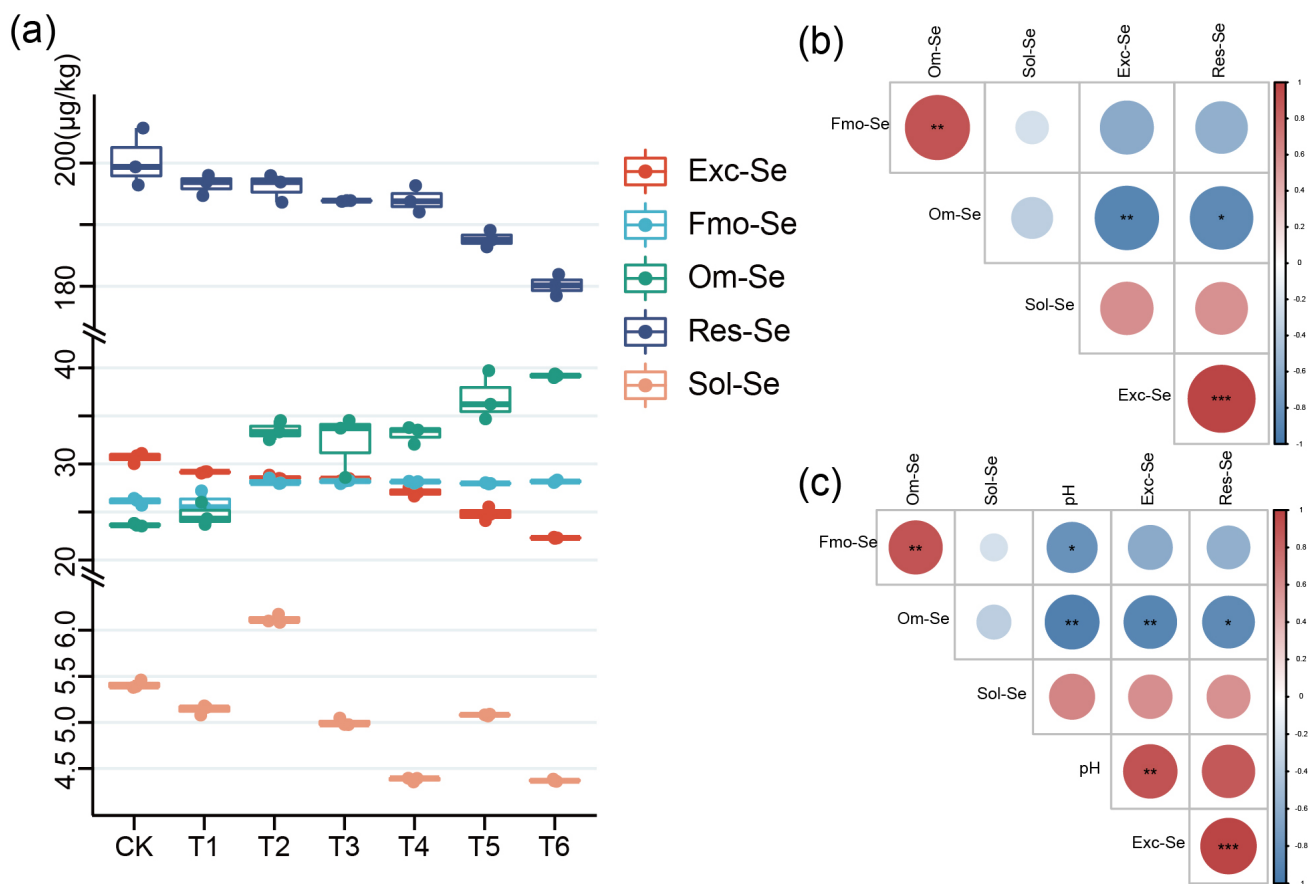 (a)
200(μg/kg)
180
40
30
20
6.0
5.5
5.0
4.5
CK T1 T2 T3 T4 T5 T6
Exc-Se
Fmo-Se
Om-Se
Res-Se
Sol-Se
(b)
Om-Se Sol-Se Exc-Se Res-Se
Fmo-Se **
Om-Se ** *
Sol-Se
Exc-Se ***
1
0.8
0.6
0.4
0.2
0
-0.2
-0.4
-0.6
-0.8
-1
(c)
Om-Se Sol-Se pH Exc-Se Res-Se
Fmo-Se ** *
Om-Se ** ** *
Sol-Se
pH **
Exc-Se ***
1
0.8
0.6
0.4
0.2
0
-0.2
-0.4
-0.6
-0.8
-1